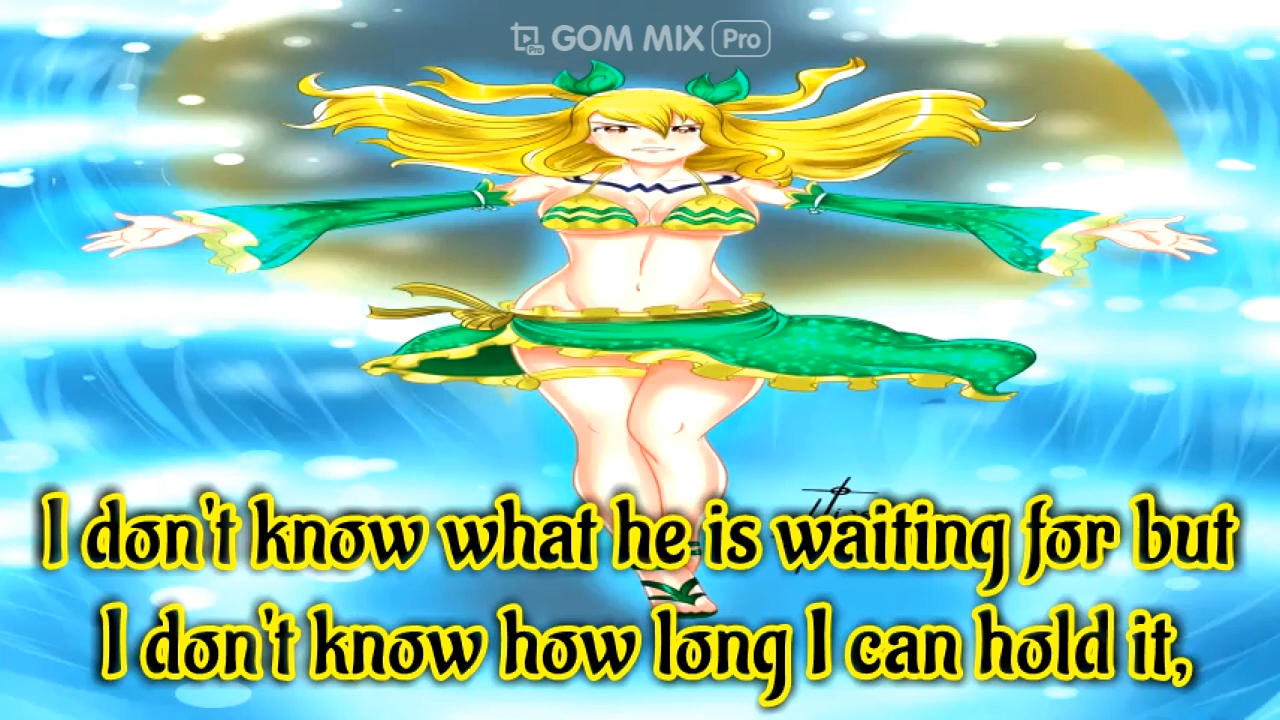 GOM MIX Pro
I don't know what he is waiting for but
I don't know how long I can hold it,